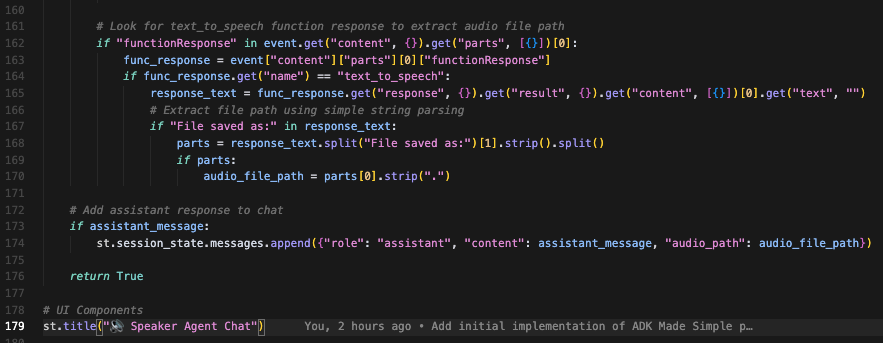 160
161 # Look for text_to_speech function response to extract audio file path
162 if "functionResponse" in event.get("content", {}).get("parts", [{}])[0]:
163 func_response = event["content"]["parts"][0]["functionResponse"]
164 if func_response.get("name") == "text_to_speech":
165 response_text = func_response.get("response", {}).get("result", {}).get("content", [{}])[0].get("text", "")
166 # Extract file path using simple string parsing
167 if "File saved as:" in response_text:
168 parts = response_text.split("File saved as:")[1].strip().split()
169 if parts:
170 audio_file_path = parts[0].strip(".")
171
172 # Add assistant response to chat
173 if assistant_message:
174 st.session_state.messages.append({"role": "assistant", "content": assistant_message, "audio_path": audio_file_path})
175
176 return True
177
178 # UI Components
179 st.title("🔊 Speaker Agent Chat") You, 2 hours ago • Add initial implementation of ADK Made Simple p…
180